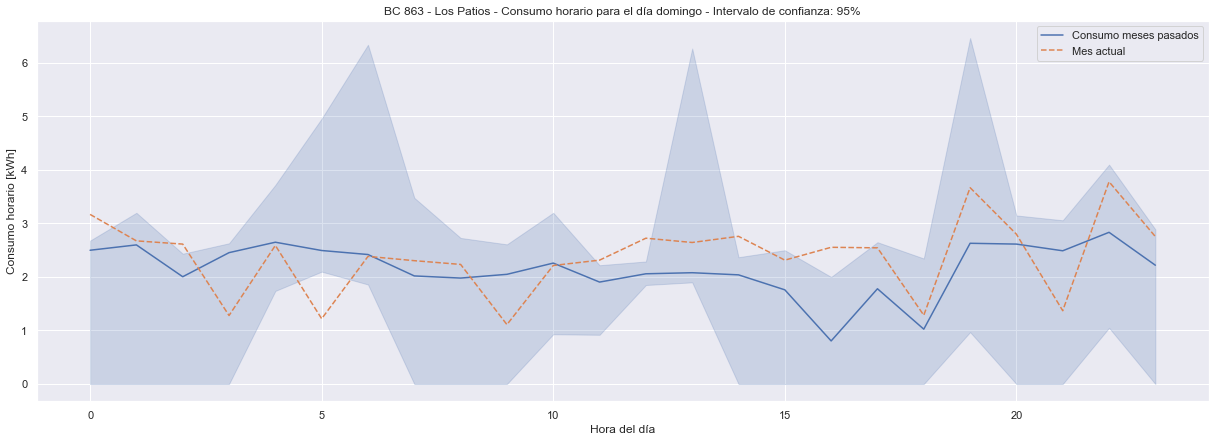 BC 863 - Los Patios - Consumo horario para el día domingo - Intervalo de confianza: 95%
Consumo meses pasados
Mes actual
Consumo horario [kWh]
6
5
4
3
2
1
0
0 5 10 15 20
Hora del día